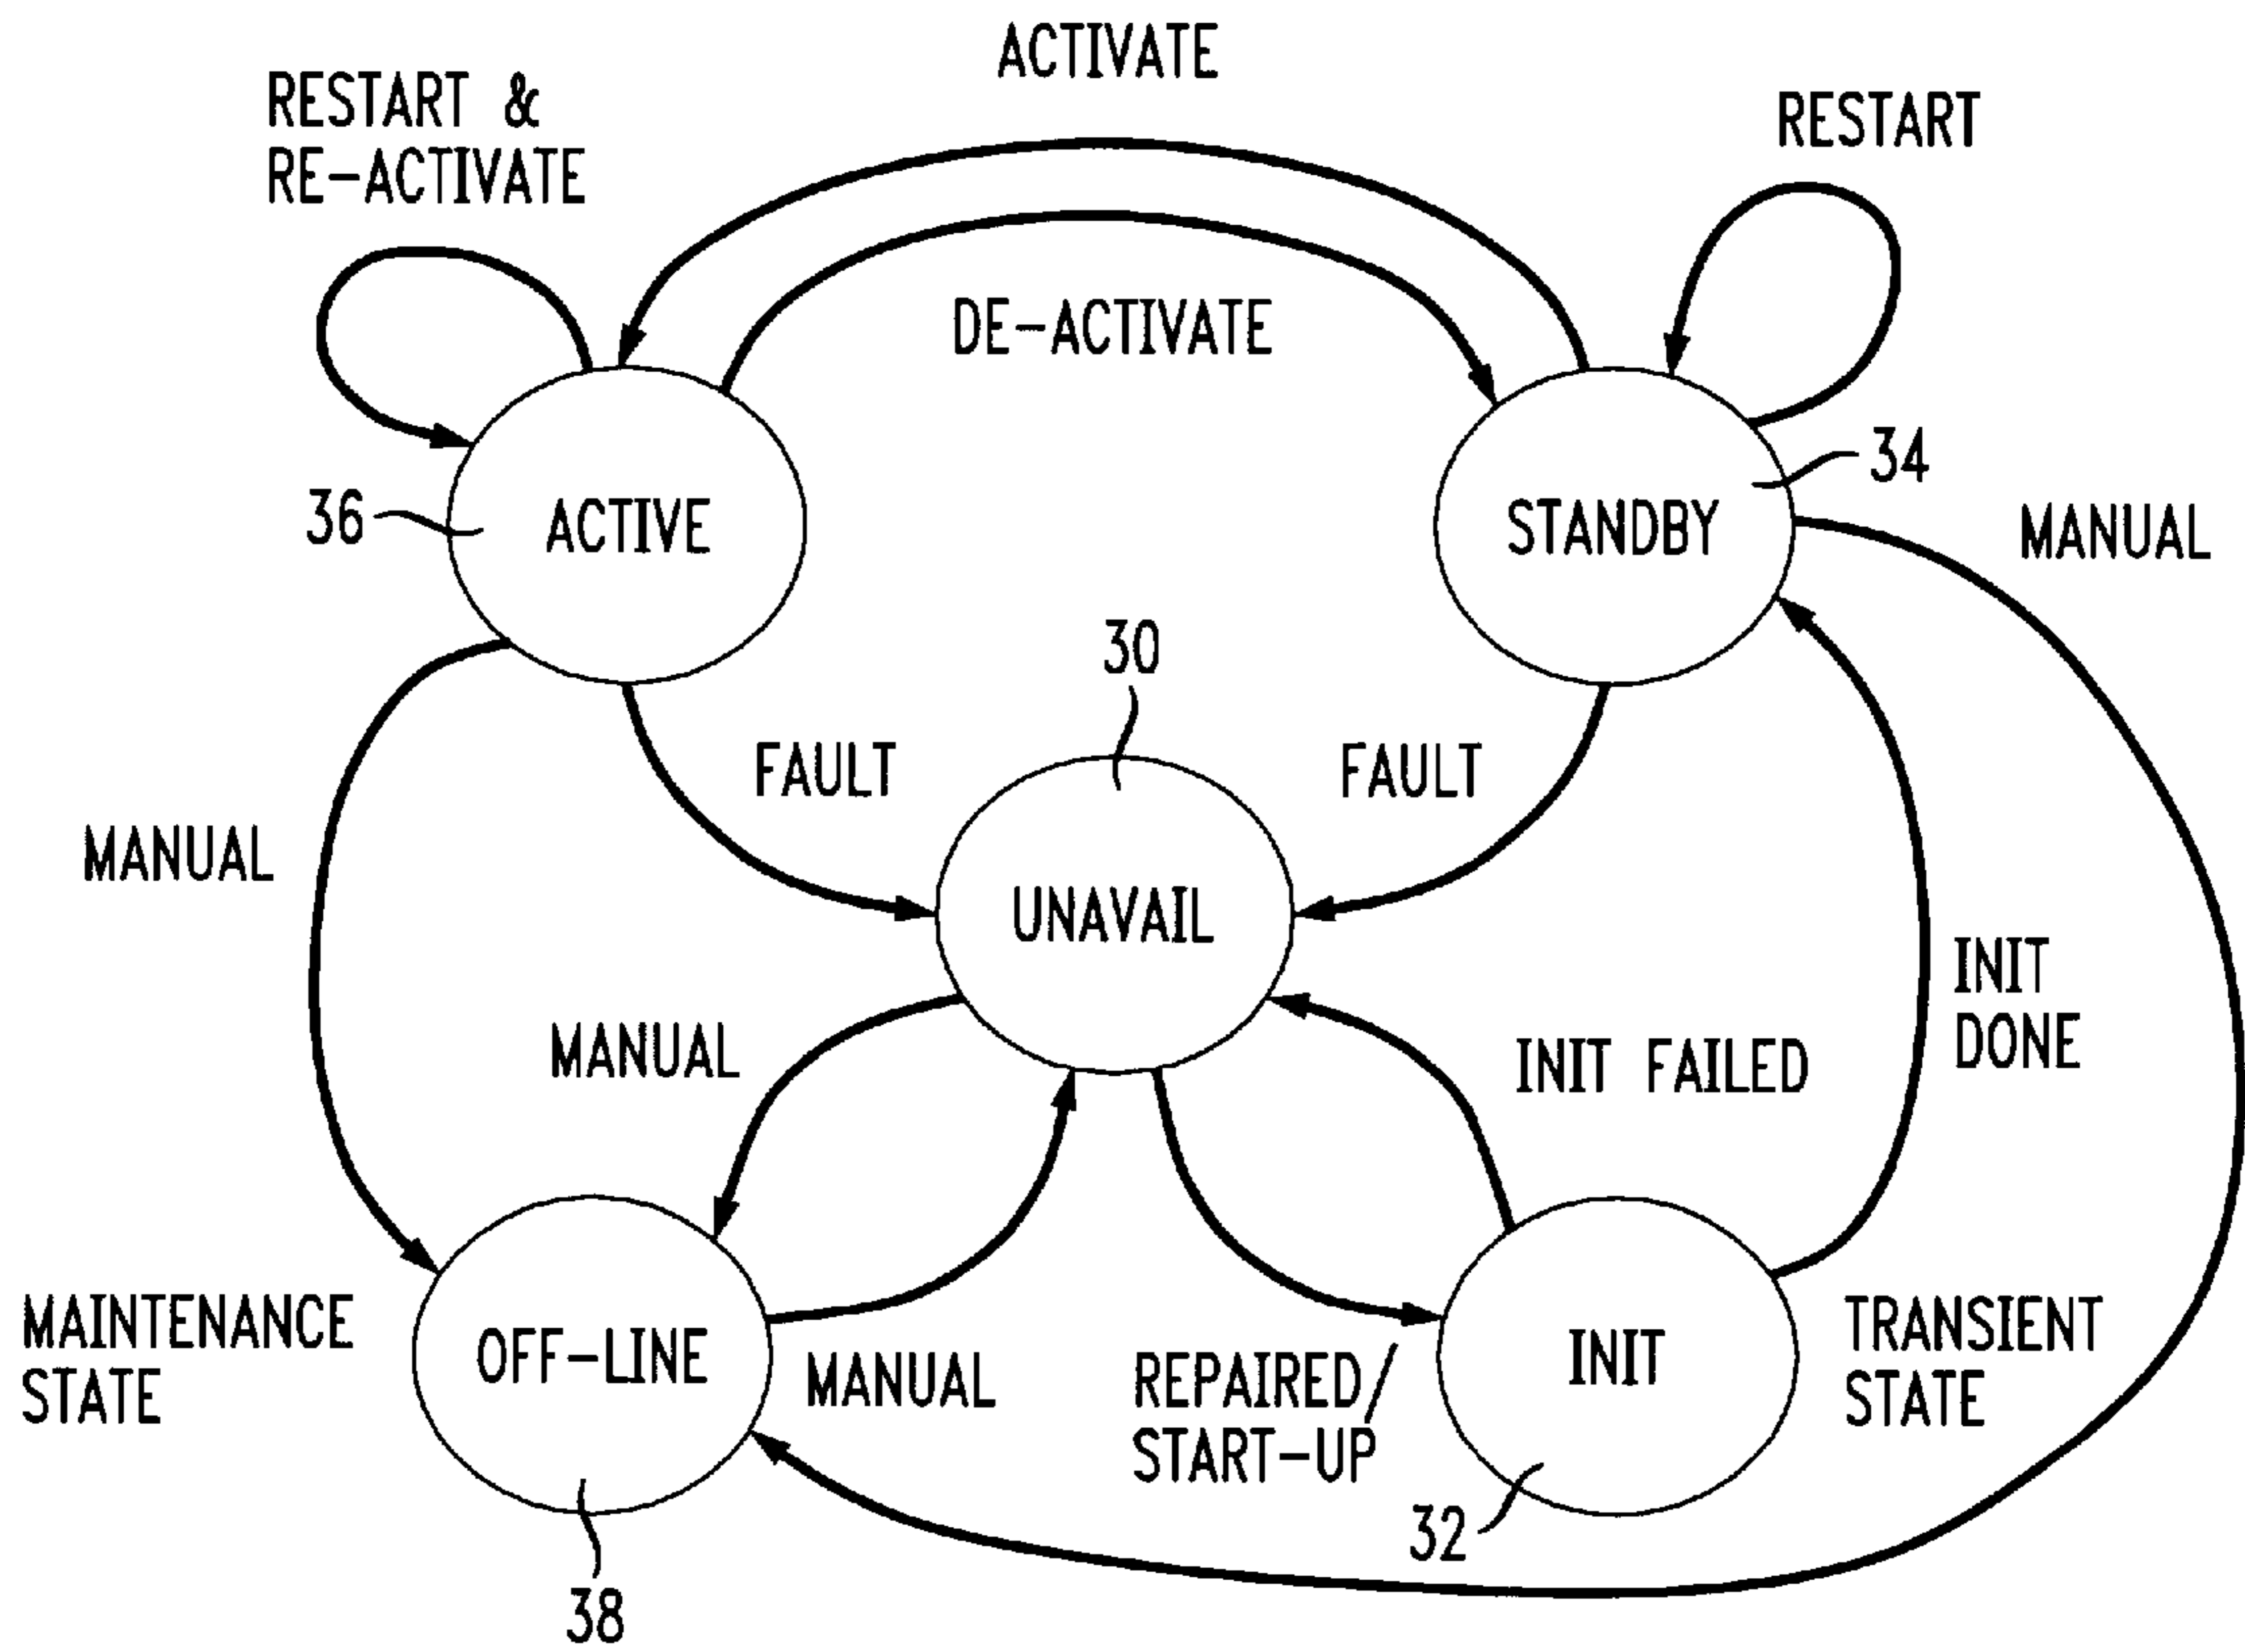 ACTIVATE
RESTART &
RE-ACTIVATE
RESTART
DE-ACTIVATE
34
36
ACTIVE
STANDBY
MANUAL
30
FAULT
FAULT
MANUAL
UNAVAIL
INIT
DONE
MANUAL
INIT FAILED
MAINTENANCE
STATE
OFF-LINE
MANUAL
REPAIRED/
START-UP
INIT
TRANSIENT
STATE
32
38